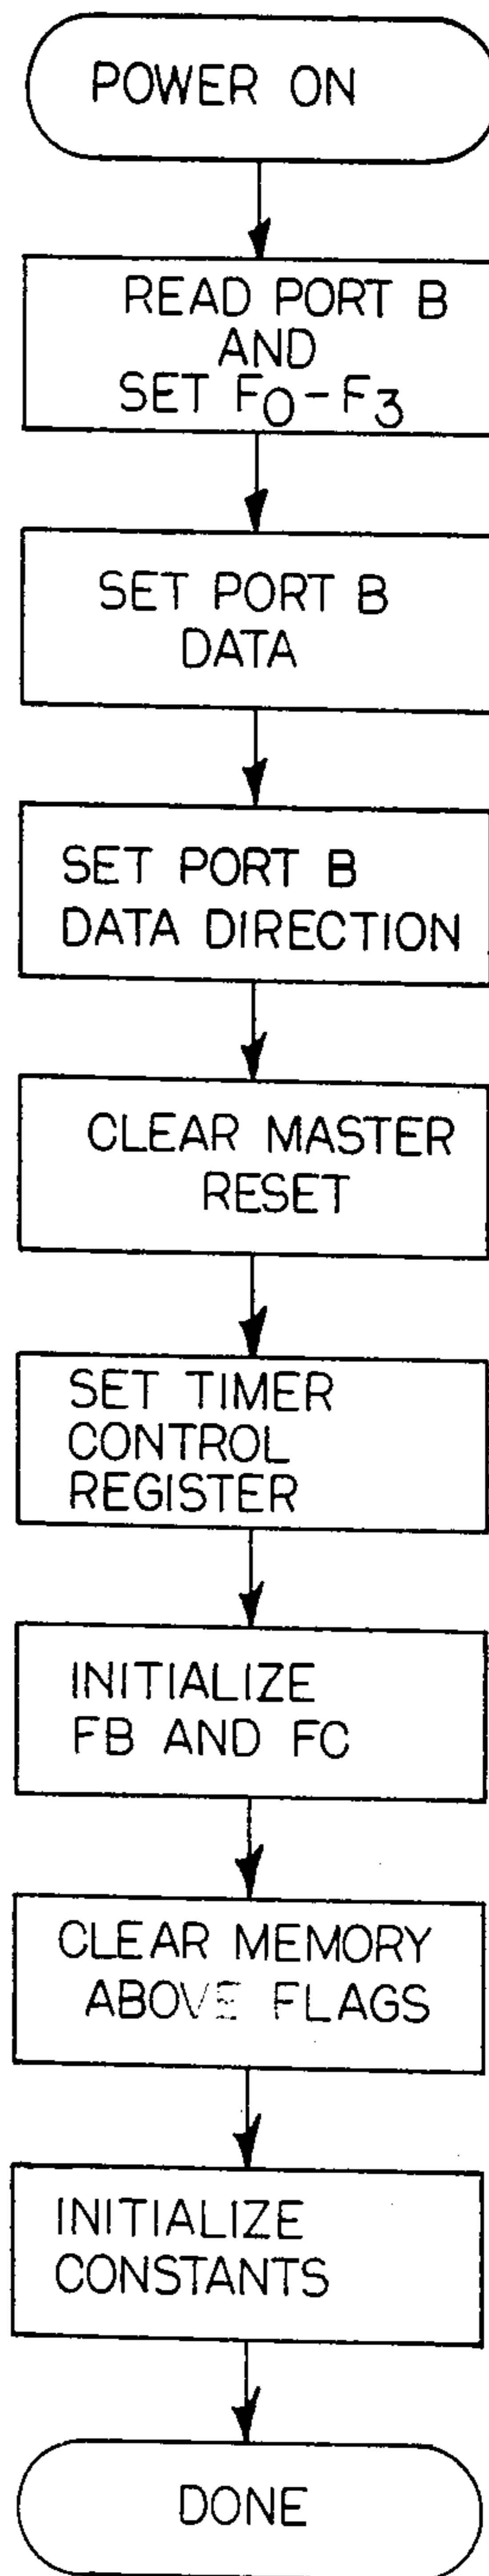 POWER ON
READ PORT B
AND
SET F0-F3
SET PORT B
DATA
SET PORT B
DATA DIRECTION
CLEAR MASTER
RESET
SET TIMER
CONTROL
REGISTER
INITIALIZE
FB AND FC
CLEAR MEMORY
ABOVE FLAGS
INITIALIZE
CONSTANTS
DONE